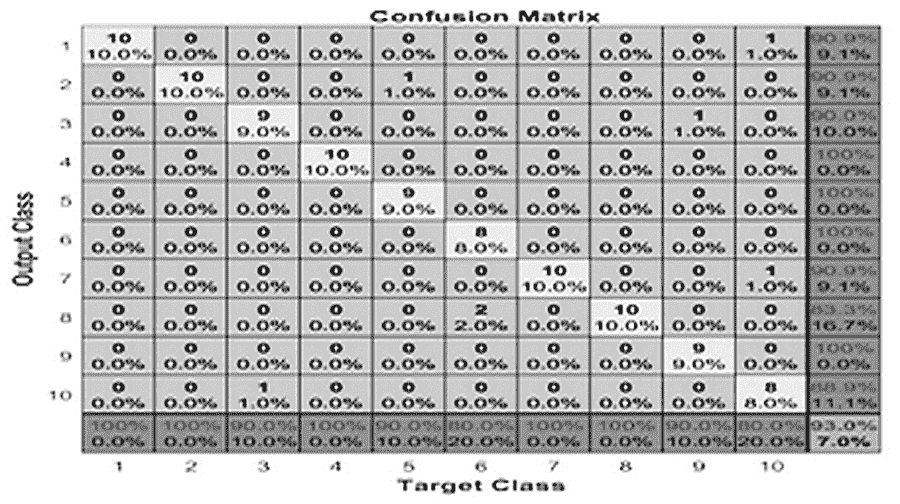 Confusion Matrix
1 10 0 0 0 0 0 0 0 0 1 90.9%
10.0% 0.0% 0.0% 0.0% 0.0% 0.0% 0.0% 0.0% 0.0% 1.0% 9.1%
2 0 10 0 0 1 0 0 0 0 0 90.9%
0.0% 10.0% 0.0% 0.0% 1.0% 0.0% 0.0% 0.0% 0.0% 0.0% 9.1%
3 0 0 9 0 0 0 0 0 1 0 90.0%
0.0% 0.0% 9.0% 0.0% 0.0% 0.0% 0.0% 0.0% 1.0% 0.0% 10.0%
4 0 0 0 10 0 0 0 0 0 0 100%
0.0% 0.0% 0.0% 10.0% 0.0% 0.0% 0.0% 0.0% 0.0% 0.0% 0.0%
5 0 0 0 0 9 0 0 0 0 0 100%
0.0% 0.0% 0.0% 0.0% 9.0% 0.0% 0.0% 0.0% 0.0% 0.0% 0.0%
6 0 0 0 0 0 8 0 0 0 0 100%
0.0% 0.0% 0.0% 0.0% 0.0% 8.0% 0.0% 0.0% 0.0% 0.0% 0.0%
7 0 0 0 0 0 0 10 0 0 1 90.9%
0.0% 0.0% 0.0% 0.0% 0.0% 0.0% 10.0% 0.0% 0.0% 1.0% 9.1%
8 0 0 0 0 0 2 0 10 0 0 83.3%
0.0% 0.0% 0.0% 0.0% 0.0% 2.0% 0.0% 10.0% 0.0% 0.0% 16.7%
9 0 0 0 0 0 0 0 0 9 0 100%
0.0% 0.0% 0.0% 0.0% 0.0% 0.0% 0.0% 0.0% 9.0% 0.0% 0.0%
10 0 0 1 0 0 0 0 0 0 8 88.9%
0.0% 0.0% 1.0% 0.0% 0.0% 0.0% 0.0% 0.0% 0.0% 8.0% 11.1%
100% 100% 90.0% 100% 90.0% 80.0% 100% 100% 90.0% 80.0% 93.0%
0.0% 0.0% 10.0% 0.0% 10.0% 20.0% 0.0% 0.0% 10.0% 20.0% 7.0%
1 2 3 4 5 6 7 8 9 10
Target Class
Output Class